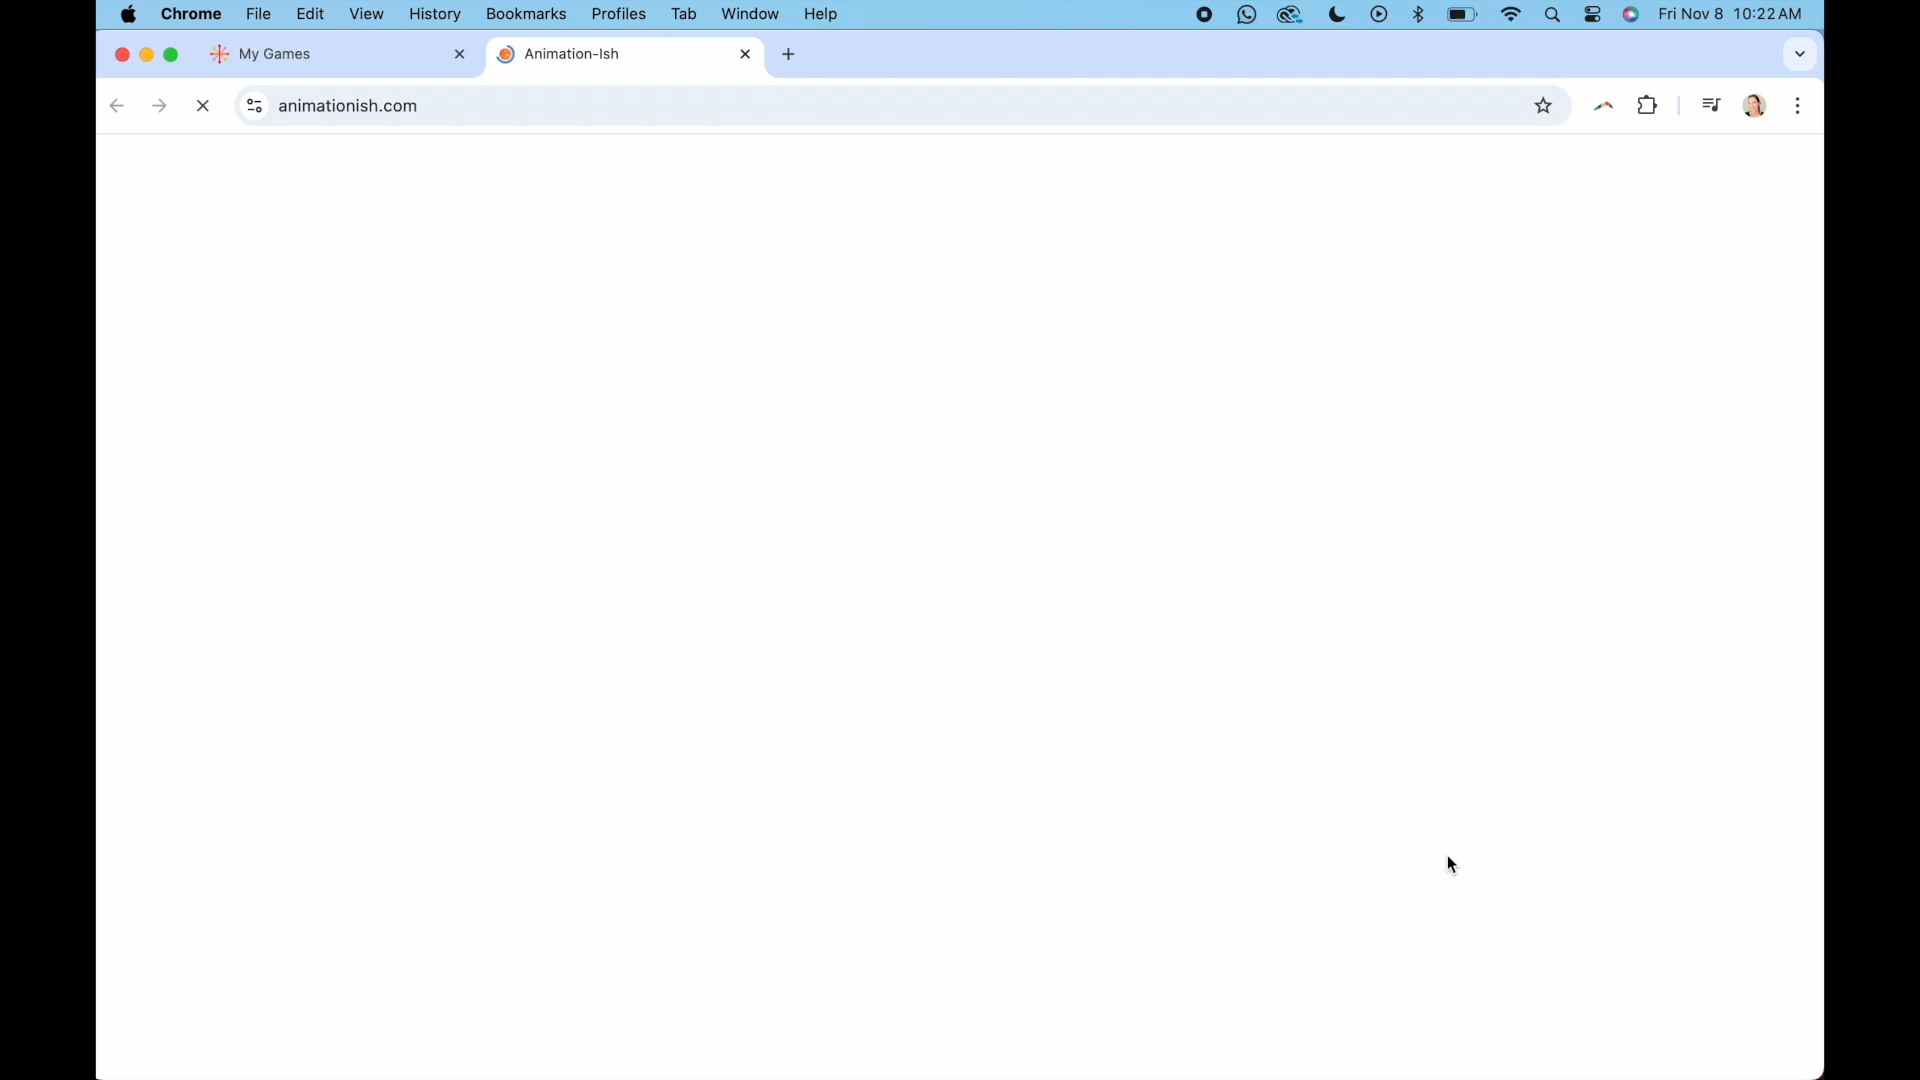 Chrome File Edit View History Bookmarks Profiles Tab Window Help Fri Nov 8 10:22 AM
My Games Animation-Ish
animationish.com